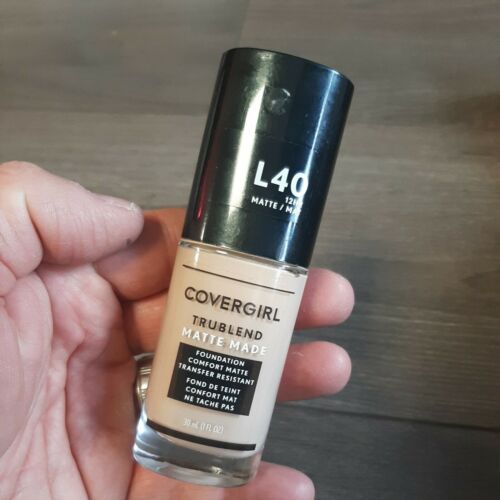 L40
MATTE /
COVERGIRL
TRUBLEND
MATTE MADE
FOUNDATION
COMFORT MATTE
TRANSFER RESISTANT
FOND DE TEINT
CONFORT MAT
NE TACHE PAS
30 mL (1 FL OZ)